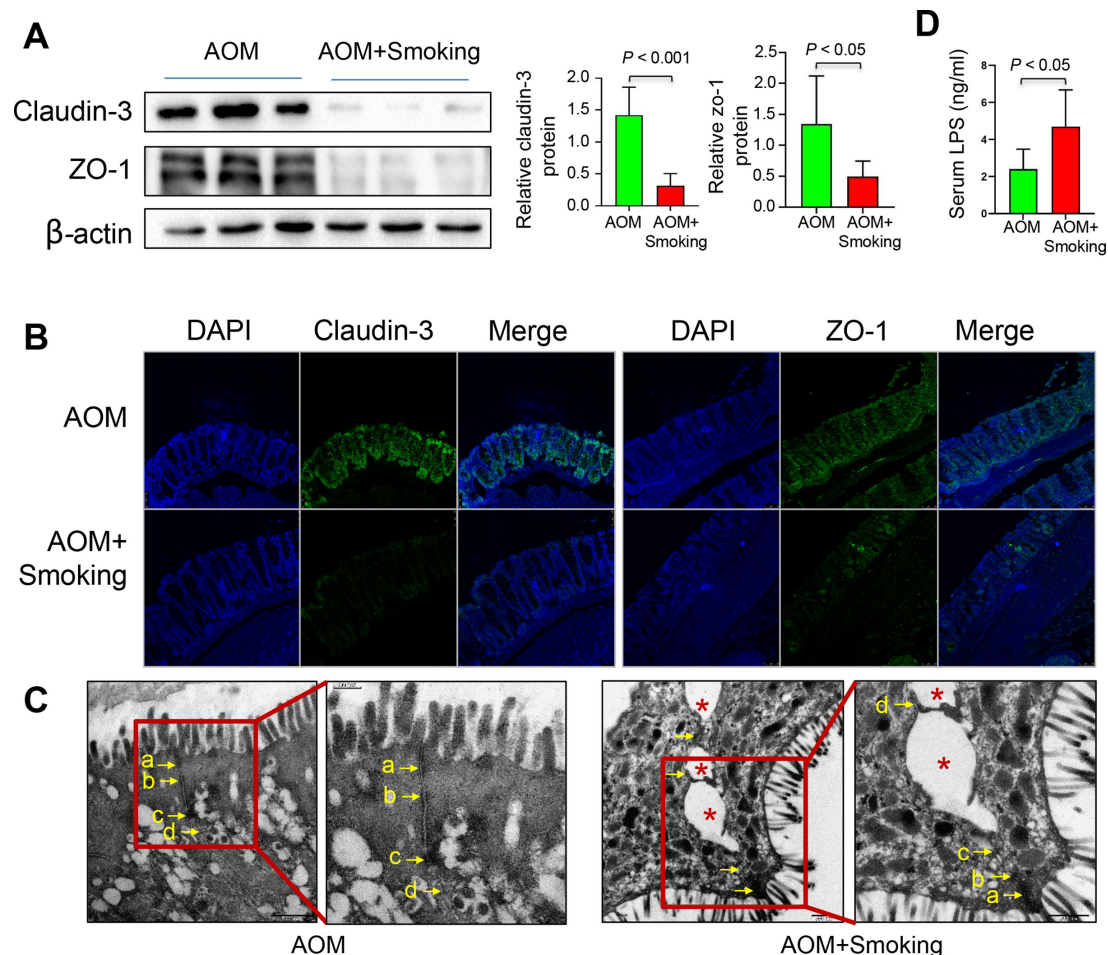 A
AOM
AOM+Smoking
Claudin-3
ZO-1
β-actin
Relative claudin-3
protein
P < 0.001
2.0
1.5
1.0
0.5
0.0
AOM
AOM+
Smoking
Relative zo-1
protein
P < 0.05
2.5
2.0
1.5
1.0
0.5
0.0
AOM
AOM+
Smoking
D
Serum LPS (ng/ml)
P < 0.05
8
6
4
2
0
AOM
AOM+
Smoking
B
DAPI
Claudin-3
Merge
DAPI
ZO-1
Merge
AOM
AOM+
Smoking
C
a
b
c
d
a
b
c
d
*
*
*
d
*
*
c
b
a
AOM
AOM+Smoking